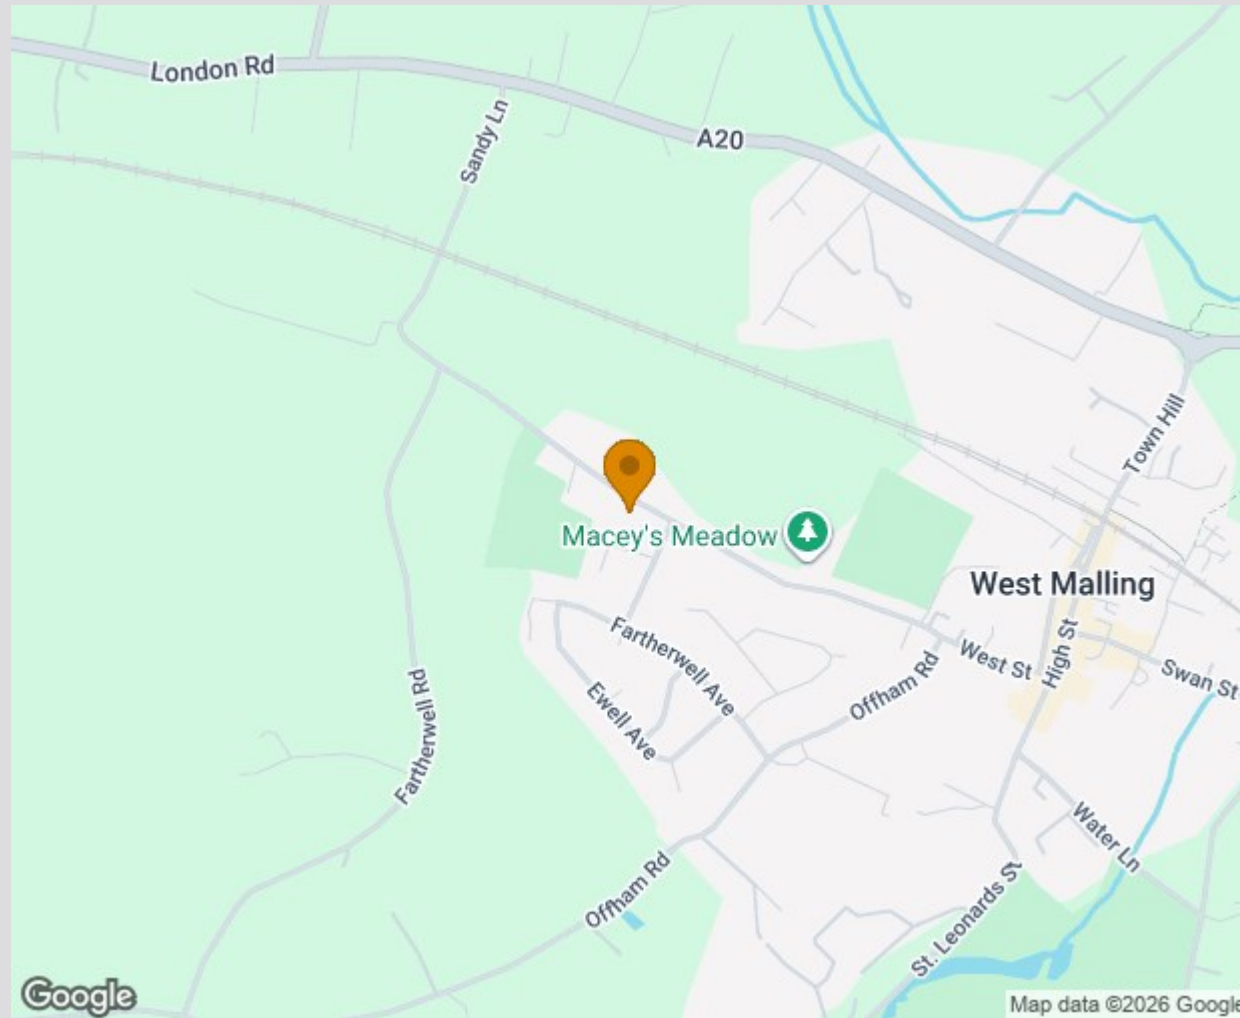 London Rd
Sandy Ln
A20
Town Hill
Macey's Meadow
West Malling
Fartherwell Ave
High St
West St
Swan St
Offham Rd
Ewell Ave
Fartherwell Rd
Water Ln
Offham Rd
St. Leonards St
Google
Map data ©2026 Google